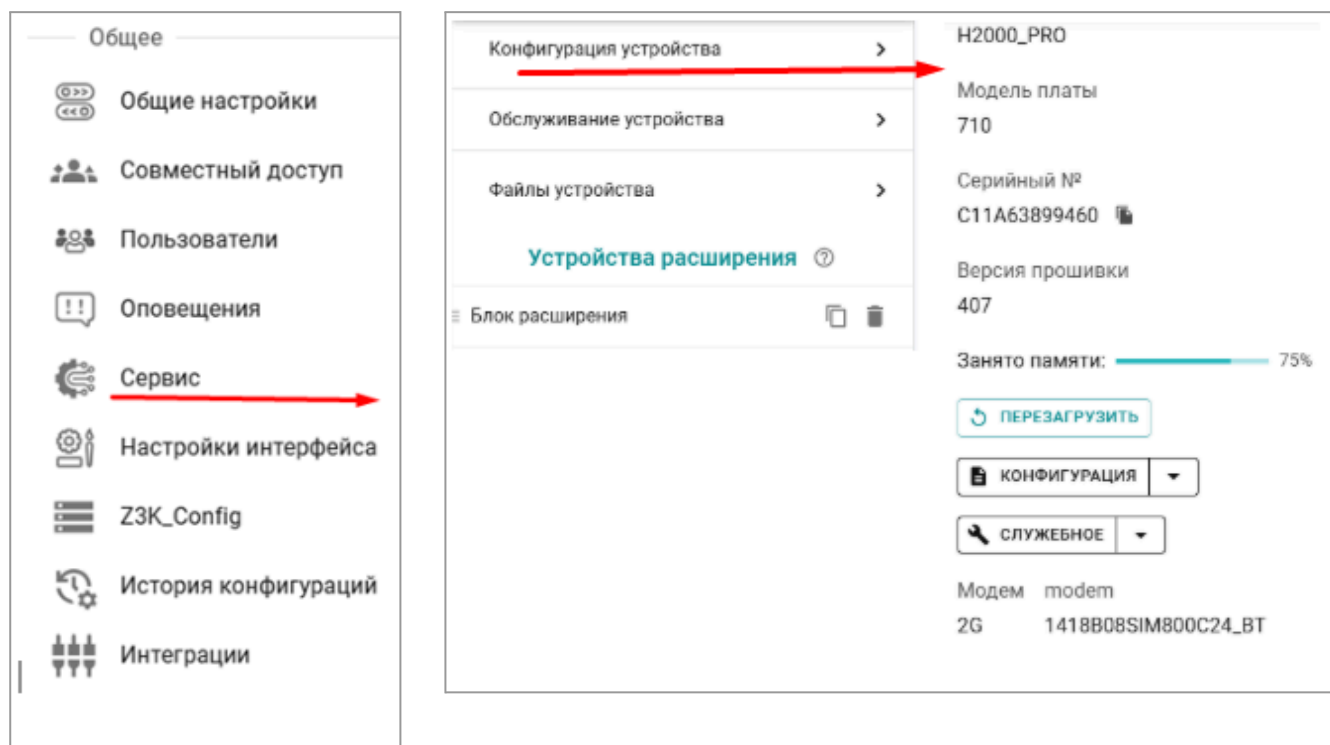 Общее
Общие настройки
Совместный доступ
Пользователи
Оповещения
Сервис
Настройки интерфейса
Z3K_Config
История конфигураций
Интеграции
Конфигурация устройства
Обслуживание устройства
Файлы устройства
Устройства расширения
Блок расширения
H2000_PRO
Модель платы
710
Серийный №
C11A63899460
Версия прошивки
407
Занято памяти: 75%
ПЕРЕЗАГРУЗИТЬ
КОНФИГУРАЦИЯ
СЛУЖЕБНОЕ
Модем modem
2G 1418B08SIM800C24_BT